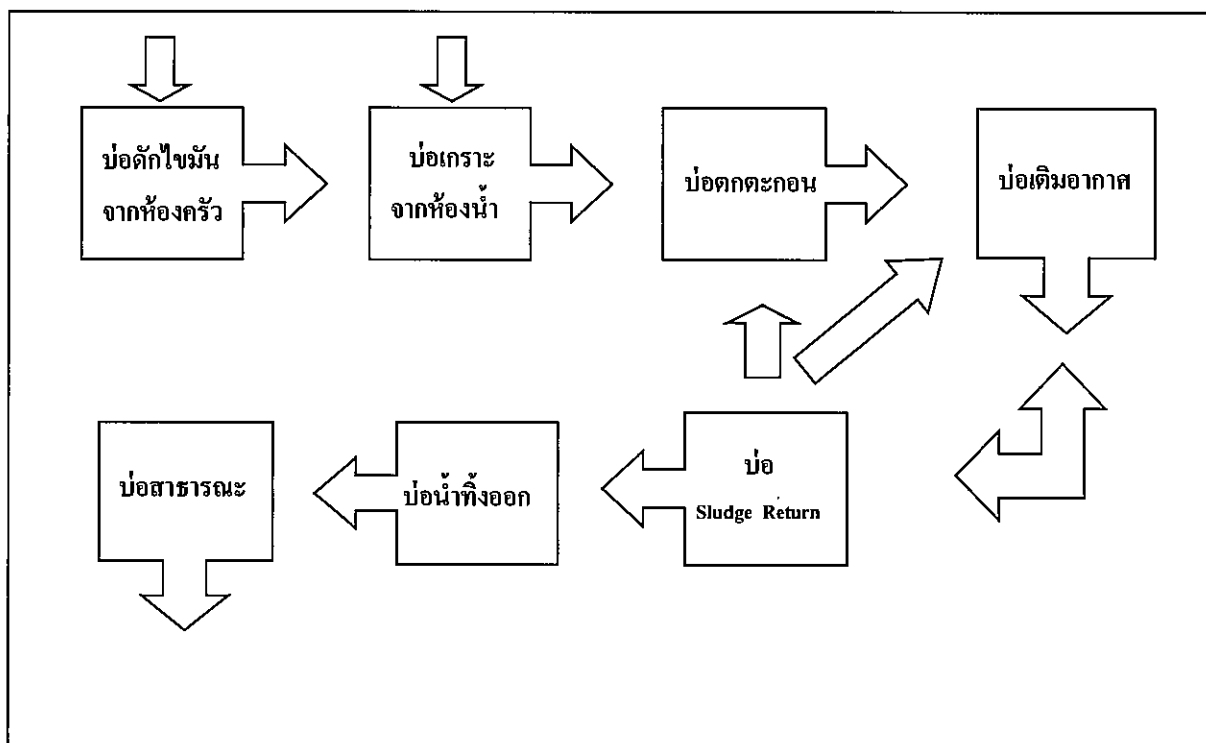 บ่อดักไขมัน
จากห้องครัว
บ่อเกราะ
จากห้องน้ำ
บ่อตกตะกอน
บ่อเติมอากาศ
บ่อสาธารณะ
บ่อน้ำทิ้งออก
บ่อ
Sludge Return